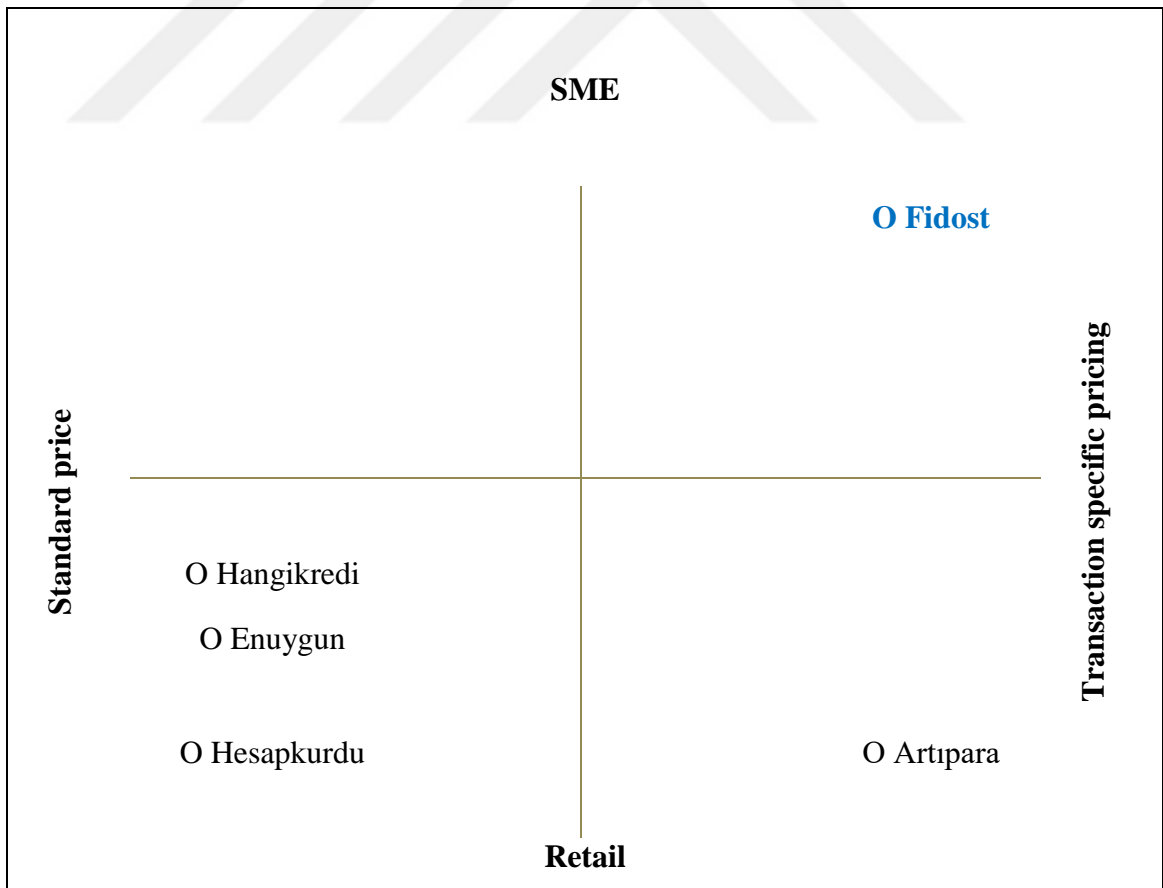 SME
O Fidost
Standard price
Transaction specific pricing
O Hangikredi
O Enuygun
O Hesapkurdu
O Artıpara
Retail